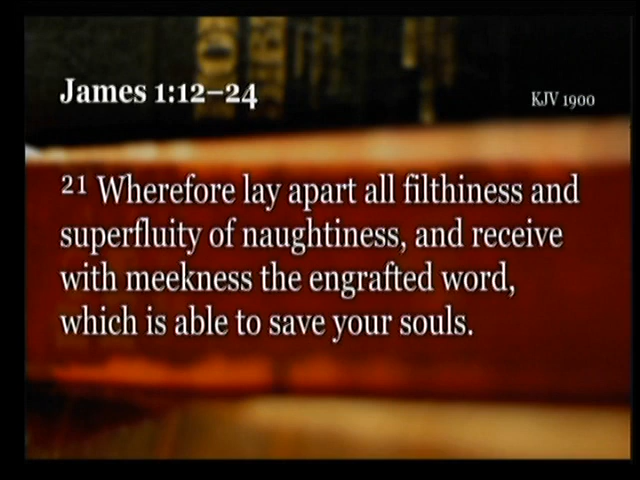 James 1:12–24
KJV 1900
21 Wherefore lay apart all filthiness and
superfluity of naughtiness, and receive
with meekness the engrafted word,
which is able to save your souls.